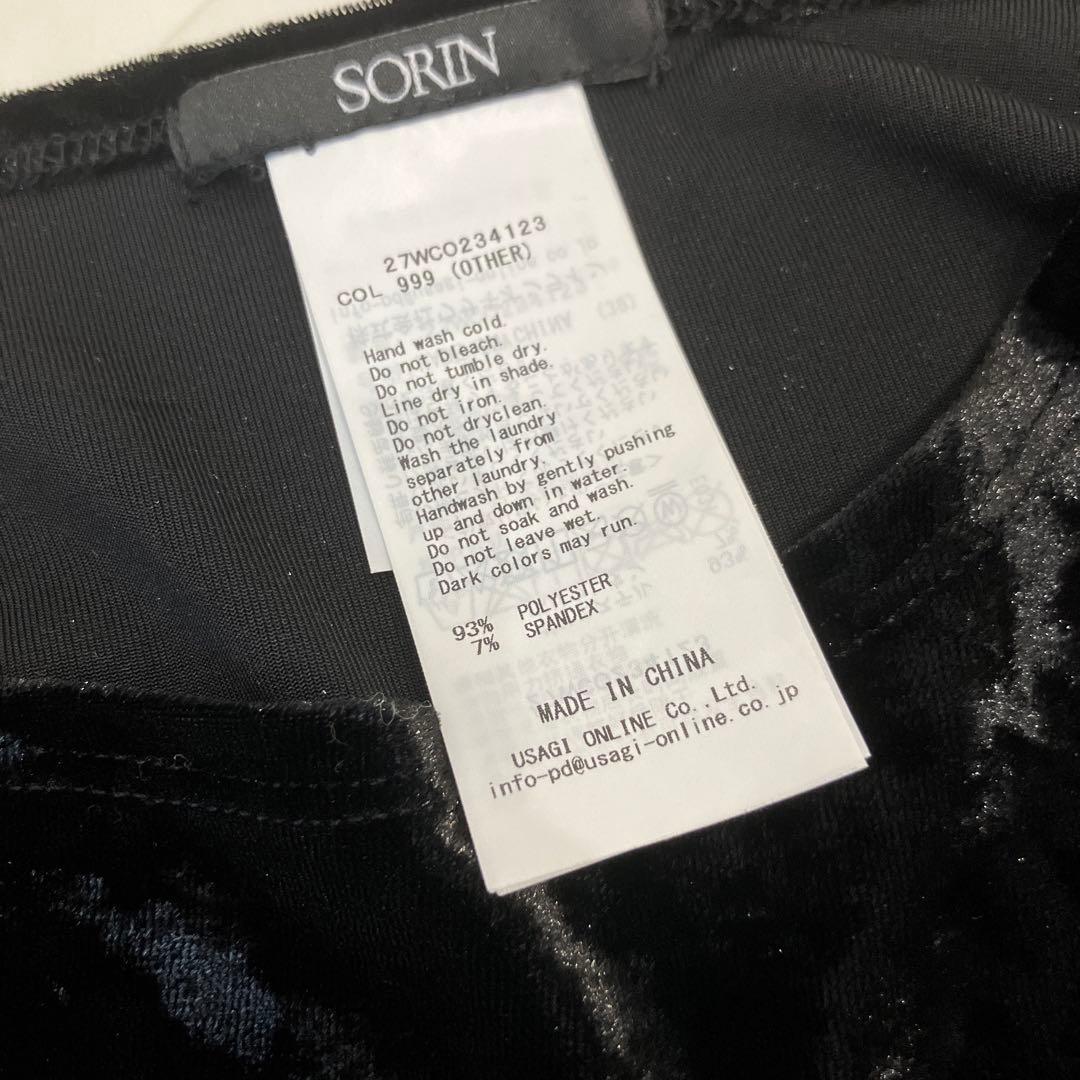 SORIN
27WCO234123
COL 999 (OTHER)
Hand wash cold.
Do not bleach.
Do not tumble dry.
Line dry in shade.
Do not iron.
Do not dryclean.
Wash the laundry
separately from
other laundry.
Handwash by gently pushing
up and down in water.
Do not soak and wash.
Do not leave wet.
Dark colors may run.
93% POLYESTER
7% SPANDEX
MADE IN CHINA
USAGI ONLINE Co.,Ltd.
info-pd@usagi-online.co.jp